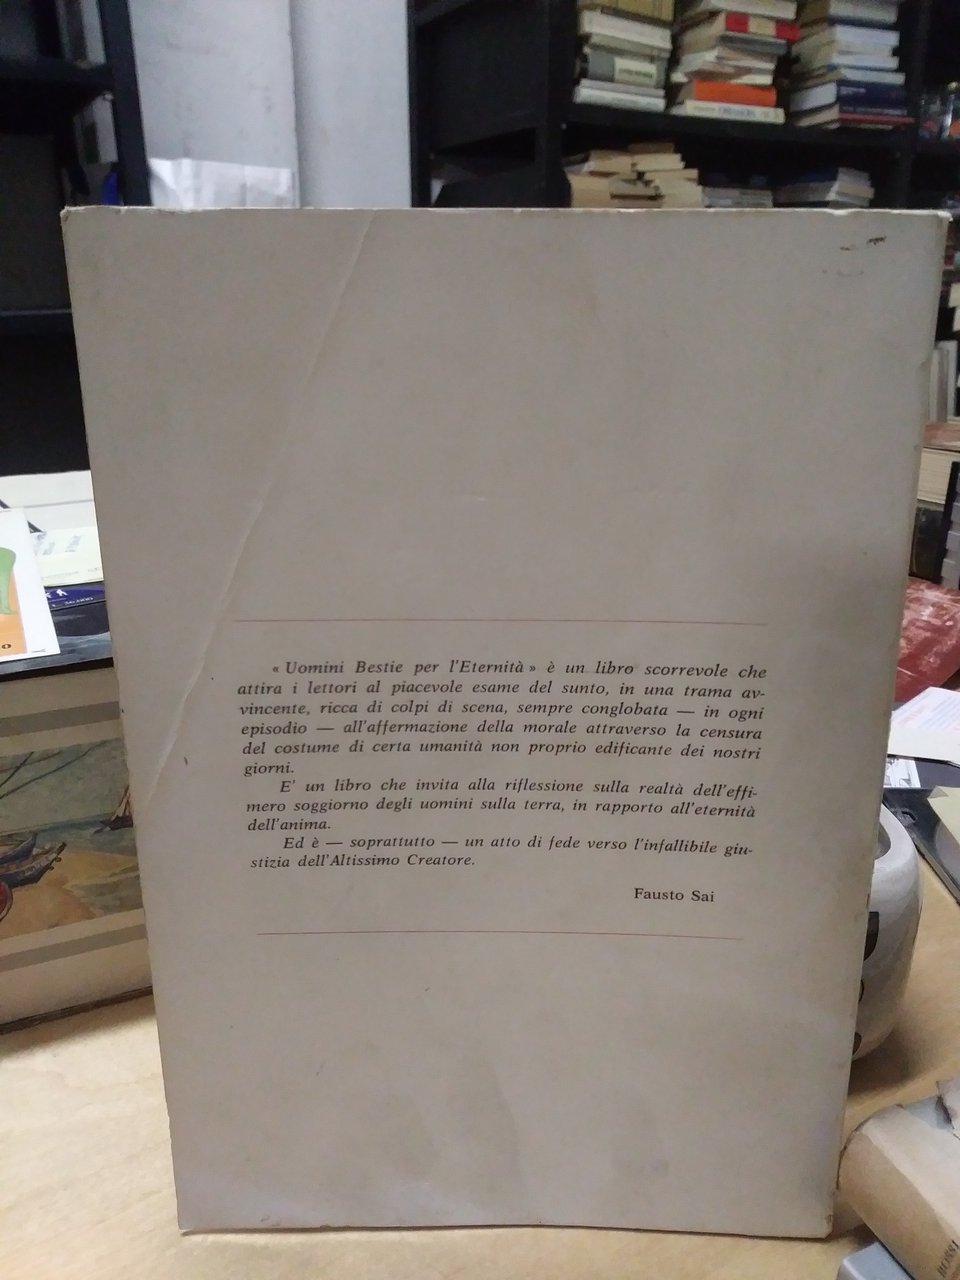 « Uomini Bestie per l'Eternità » è un libro scorrevole che
attira i lettori al piacevole esame del sunto, in una trama av-
vincente, ricca di colpi di scena, sempre conglobata — in ogni
episodio — all'affermazione della morale attraverso la censura
del costume di certa umanità non proprio edificante dei nostri
giorni.
E' un libro che invita alla riflessione sulla realtà dell'effi-
mero soggiorno degli uomini sulla terra, in rapporto all'eternità
dell'anima.
Ed è — soprattutto — un atto di fede verso l'infallibile giu-
stizia dell'Altissimo Creatore.
Fausto Sai